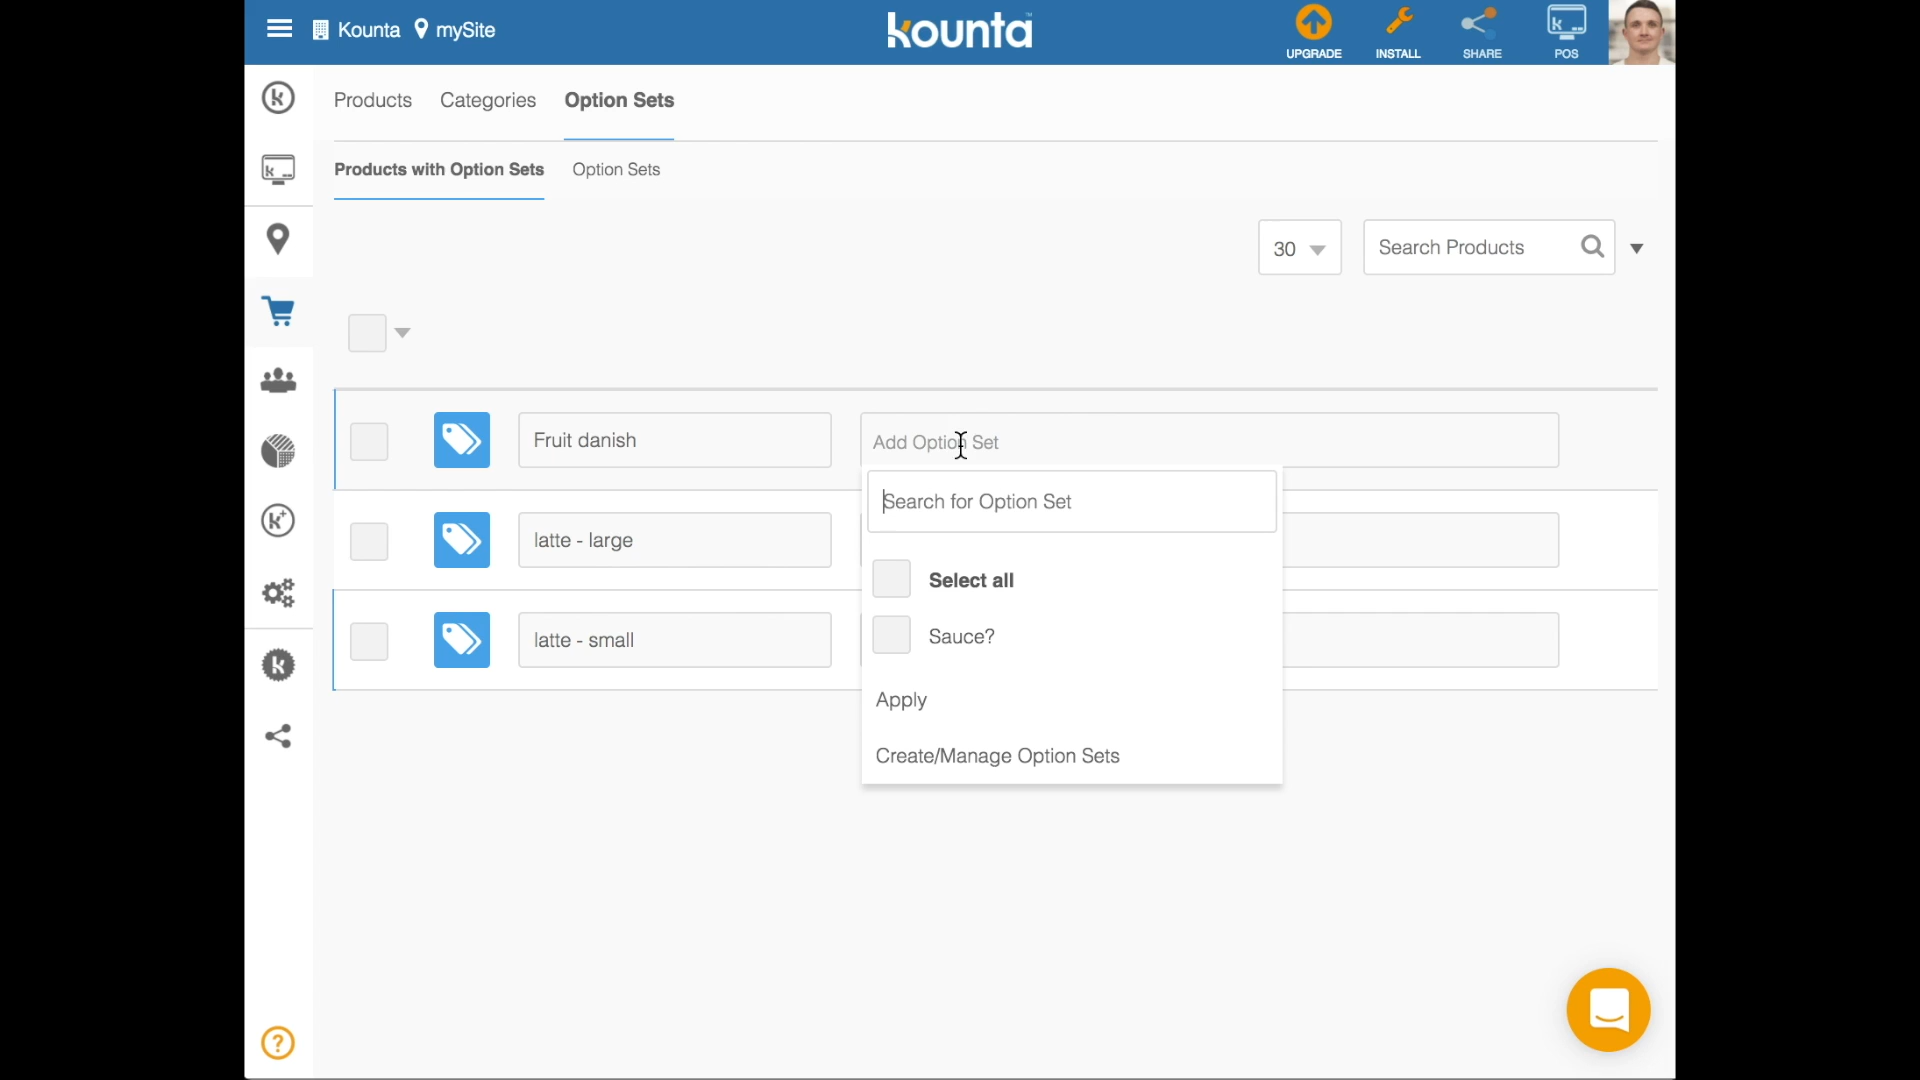 Kounta mySite
kounta
UPGRADE INSTALL SHARE POS
Products Categories Option Sets
Products with Option Sets Option Sets
30 Search Products
Fruit danish Add Option Set
Search for Option Set
latte - large
Select all
latte - small
Sauce?
Apply
Create/Manage Option Sets